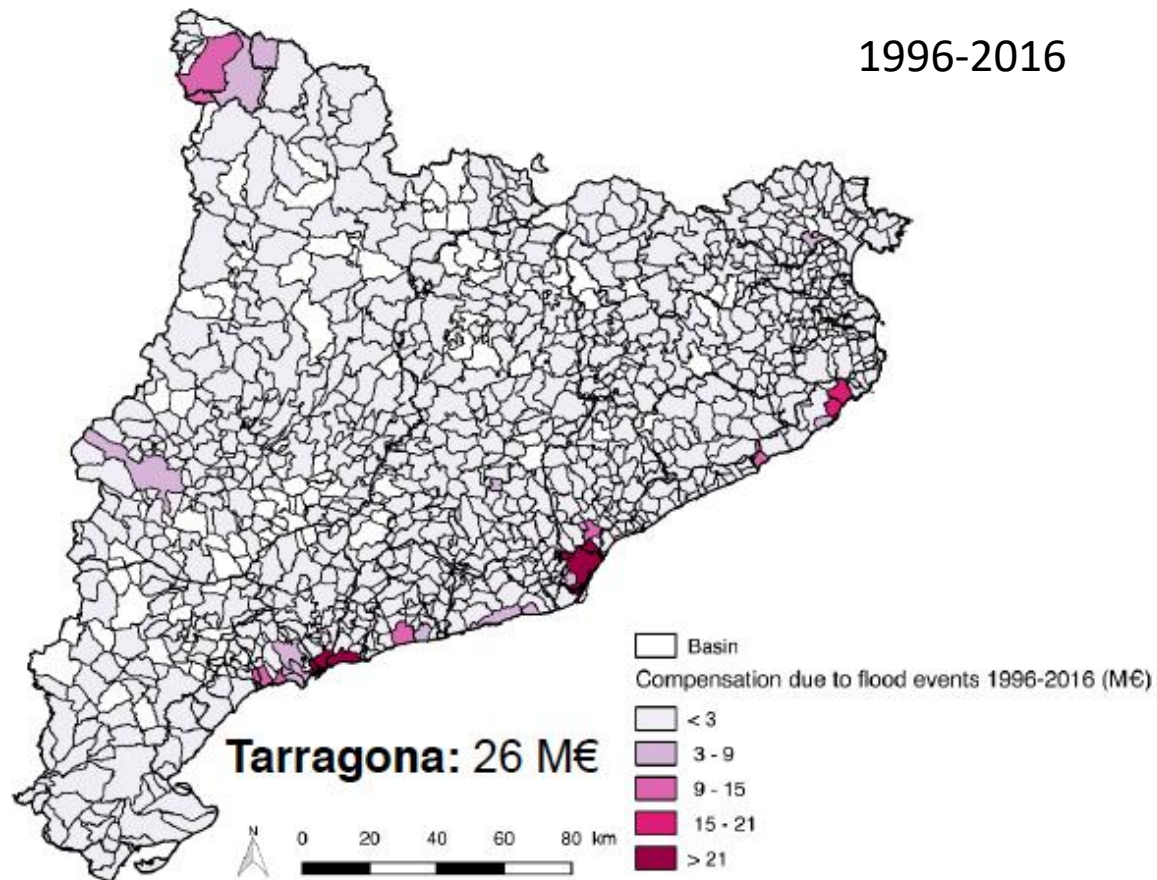 1996-2016
Basin
Compensation due to flood events 1996-2016 (M€)
< 3
3 - 9
9 - 15
15 - 21
> 21
Tarragona: 26 M€
N
0 20 40 60 80 km